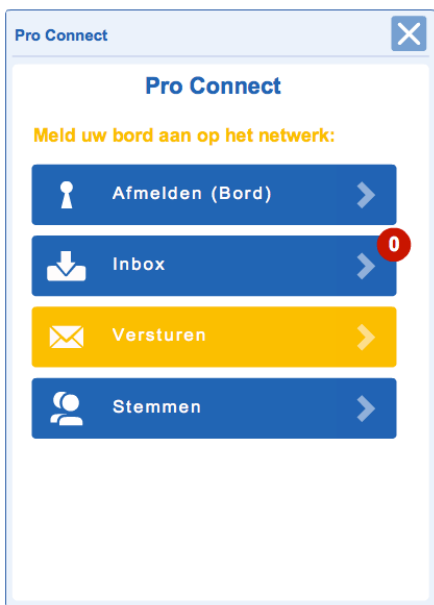 Pro Connect
Pro Connect
Meld uw bord aan op het netwerk:
Afmelden (Bord)
0
Inbox
Versturen
Stemmen